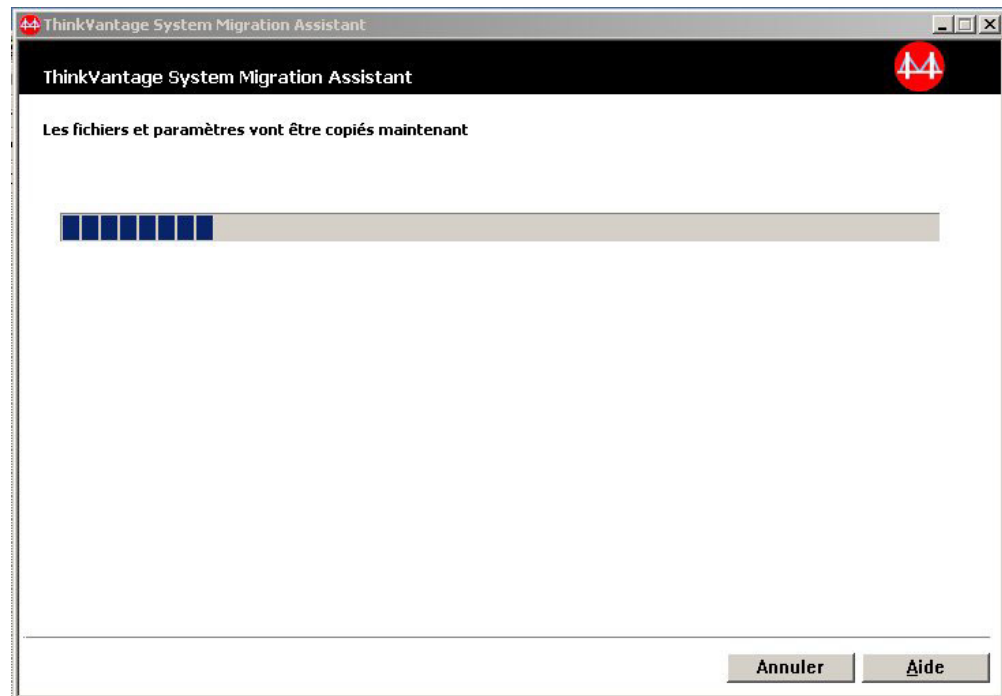 ThinkVantage System Migration Assistant
ThinkVantage System Migration Assistant
Les fichiers et paramètres vont être copiés maintenant
Annuler
Aide